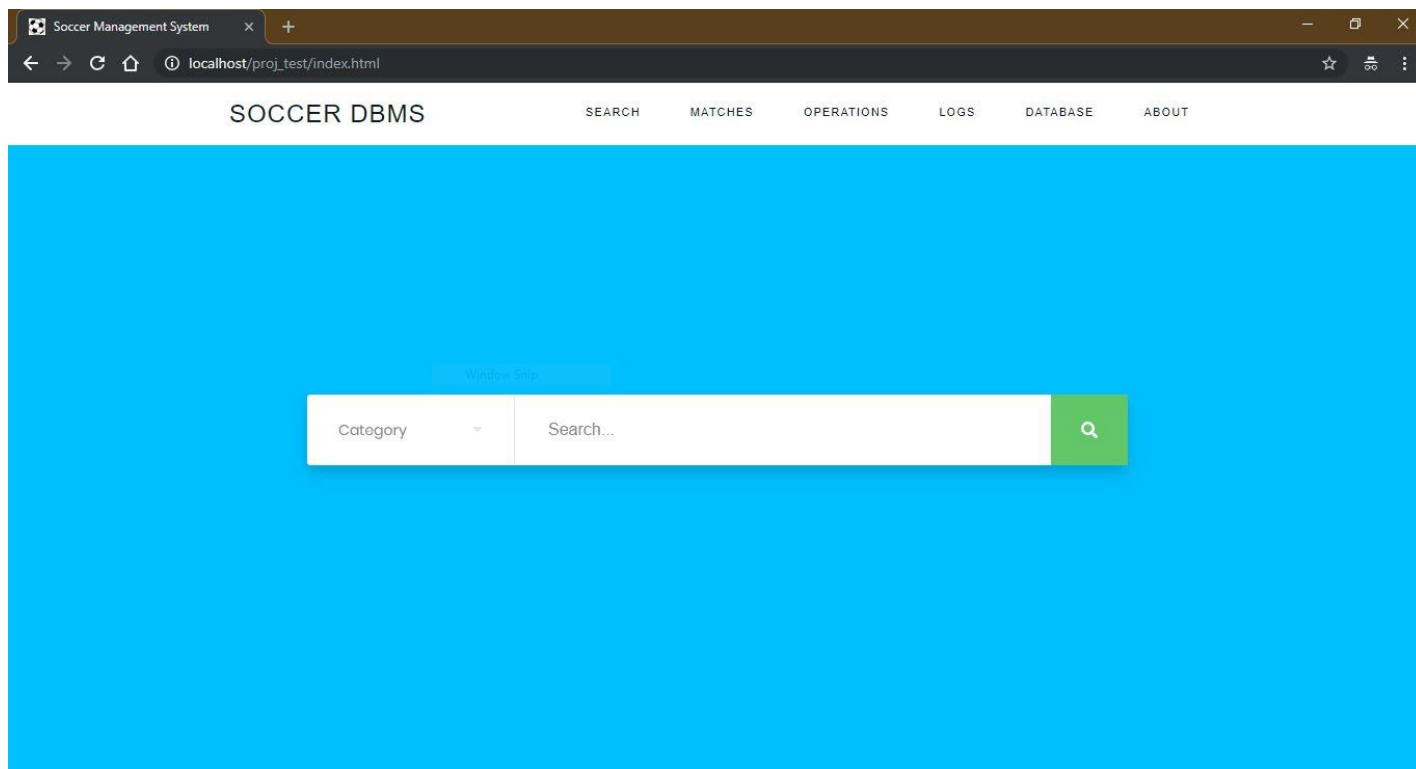 Soccer Management System
localhost/proj_test/index.html
SOCCER DBMS SEARCH MATCHES OPERATIONS LOGS DATABASE ABOUT
Window Snip
Category Search...